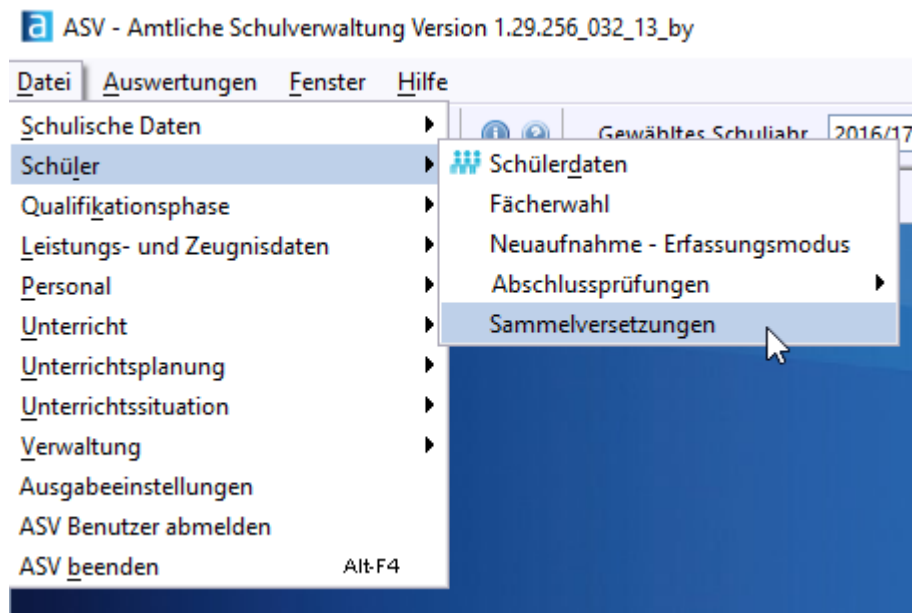 ASV - Amtliche Schulverwaltung Version 1.29.256_032_13_by
Datei Auswertungen Fenster Hilfe
Gewähltes Schuljahr 2016/17
Schulische Daten
Schüler
Qualifikationsphase
Leistungs- und Zeugnisdaten
Personal
Unterricht
Unterrichtsplanung
Unterrichtssituation
Verwaltung
Ausgabeeinstellungen
ASV Benutzer abmelden
ASV beenden Alt-F4
Schülerdaten
Fächerwahl
Neuaufnahme - Erfassungsmodus
Abschlussprüfungen
Sammelversetzungen